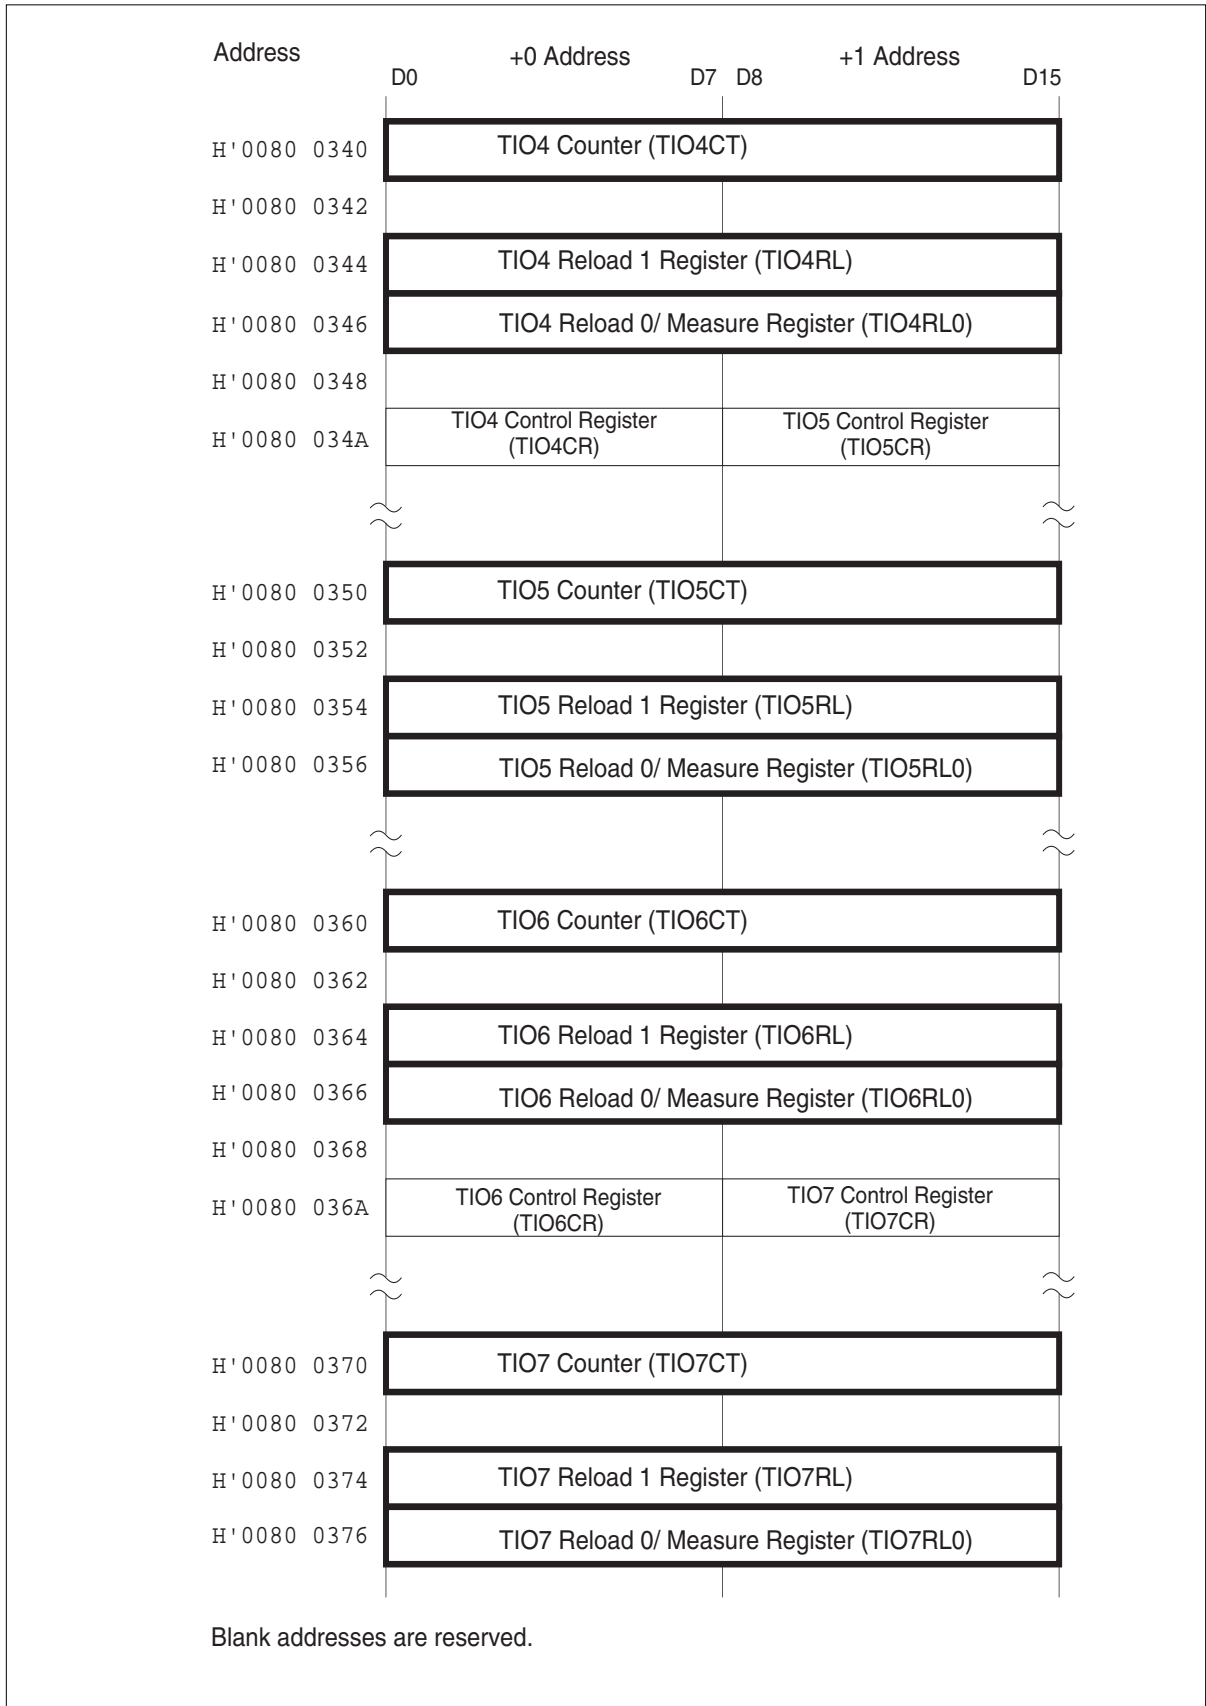 Address +0 Address +1 Address
D0 D7 D8 D15
H'0080 0340 TIO4 Counter (TIO4CT)
H'0080 0342
H'0080 0344 TIO4 Reload 1 Register (TIO4RL)
H'0080 0346 TIO4 Reload 0/ Measure Register (TIO4RL0)
H'0080 0348
H'0080 034A TIO4 Control Register (TIO4CR) TIO5 Control Register (TIO5CR)
H'0080 0350 TIO5 Counter (TIO5CT)
H'0080 0352
H'0080 0354 TIO5 Reload 1 Register (TIO5RL)
H'0080 0356 TIO5 Reload 0/ Measure Register (TIO5RL0)
H'0080 0360 TIO6 Counter (TIO6CT)
H'0080 0362
H'0080 0364 TIO6 Reload 1 Register (TIO6RL)
H'0080 0366 TIO6 Reload 0/ Measure Register (TIO6RL0)
H'0080 0368
H'0080 036A TIO6 Control Register (TIO6CR) TIO7 Control Register (TIO7CR)
H'0080 0370 TIO7 Counter (TIO7CT)
H'0080 0372
H'0080 0374 TIO7 Reload 1 Register (TIO7RL)
H'0080 0376 TIO7 Reload 0/ Measure Register (TIO7RL0)
Blank addresses are reserved.